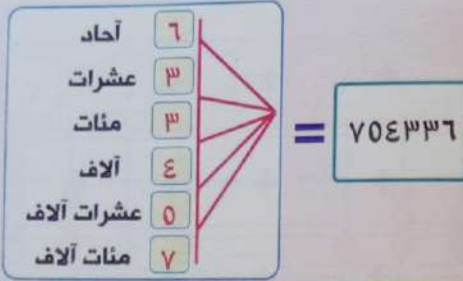 ٦ آحاد
٣ عشرات
٣ مئات
٤ آلاف
٥ عشرات آلاف
٧ مئات آلاف
= ٧٥٤٣٣٦